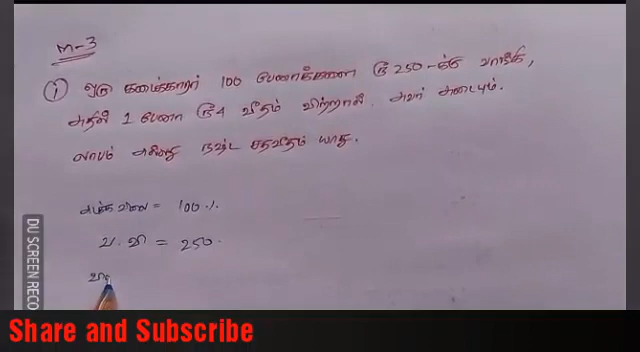 M-3
① ஒரு கடைக்காரர் 100 பேனாக்களை ரூ 250-க்கு வாங்கி,
அதில் 1 பேனா ரூ4 வீதம் விற்றால் அவர் அடையும்.
லாபம் அல்லது நஷ்ட சதவீதம் யாது.
அடக்க விலை = 100 %
வ. வி = 250.
DU SCREEN RECO
Share and Subscribe